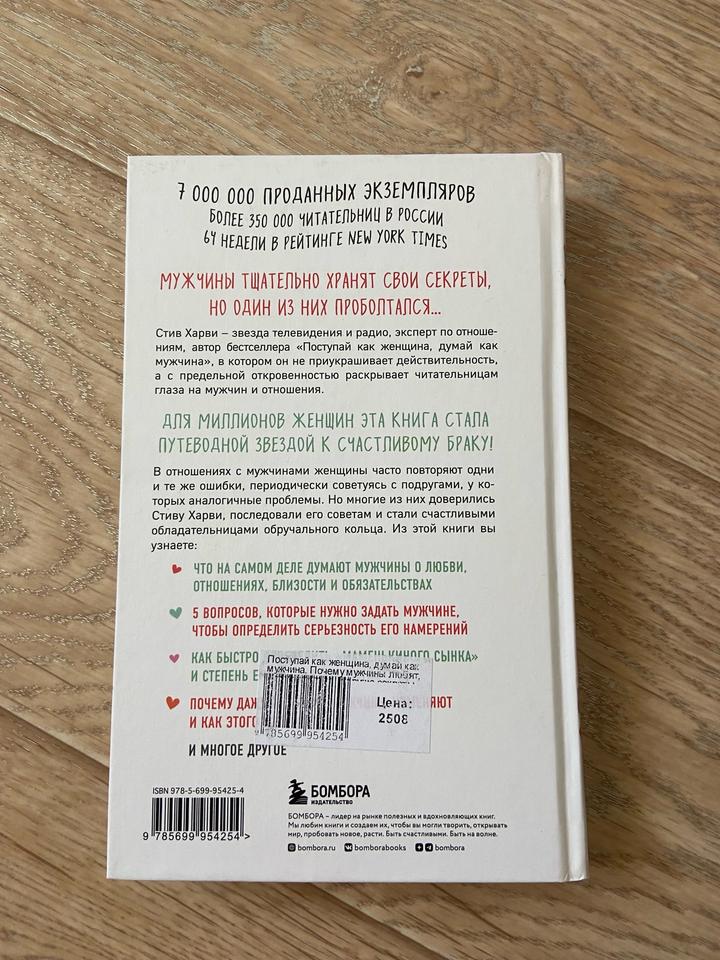 7 000 000 ПРОДАННЫХ ЭКЗЕМПЛЯРОВ
БОЛЕЕ 350 000 ЧИТАТЕЛЬНИЦ В РОССИИ
64 НЕДЕЛИ В РЕЙТИНГЕ NEW YORK TIMES
МУЖЧИНЫ ТЩАТЕЛЬНО ХРАНЯТ СВОИ СЕКРЕТЫ,
НО ОДИН ИЗ НИХ ПРОБОЛТАЛСЯ...
Стив Харви – звезда телевидения и радио, эксперт по отноше-
ниям, автор бестселлера «Поступай как женщина, думай как
мужчина», в котором он не приукрашивает действительность,
а с предельной откровенностью раскрывает читательницам
глаза на мужчин и отношения.
ДЛЯ МИЛЛИОНОВ ЖЕНЩИН ЭТА КНИГА СТАЛА
ПУТЕВОДНОЙ ЗВЕЗДОЙ К СЧАСТЛИВОМУ БРАКУ!
В отношениях с мужчинами женщины часто повторяют одни
и те же ошибки, периодически советуясь с подругами, у ко-
торых аналогичные проблемы. Но многие из них доверились
Стиву Харви, последовали его советам и стали счастливыми
обладательницами обручального кольца. Из этой книги вы
узнаете:
ЧТО НА САМОМ ДЕЛЕ ДУМАЮТ МУЖЧИНЫ О ЛЮБВИ,
ОТНОШЕНИЯХ, БЛИЗОСТИ И ОБЯЗАТЕЛЬСТВАХ
5 ВОПРОСОВ, КОТОРЫЕ НУЖНО ЗАДАТЬ МУЖЧИНЕ,
ЧТОБЫ ОПРЕДЕЛИТЬ СЕРЬЕЗНОСТЬ ЕГО НАМЕРЕНИЙ
КАК БЫСТРО СЫНКА»
И СТЕПЕНЬ
Поступай как женщина, думай как
мужчина. Почему мужчины любят,
Цена:
2508
9 785699 954254
ПОЧЕМУ
И КАК ЭТОГО
И МНОГОЕ ДРУГОЕ
ISBN 978-5-699-95425-4
9 785699 954254 >
БОМБОРА
ИЗДАТЕЛЬСТВО
БОМБОРА – лидер на рынке полезных и вдохновляющих книг.
Мы любим книги и создаем их, чтобы вы могли творить, открывать
мир, пробовать новое, расти. Быть счастливыми. Быть на волне.
bombora.ru bomborabooks bombora